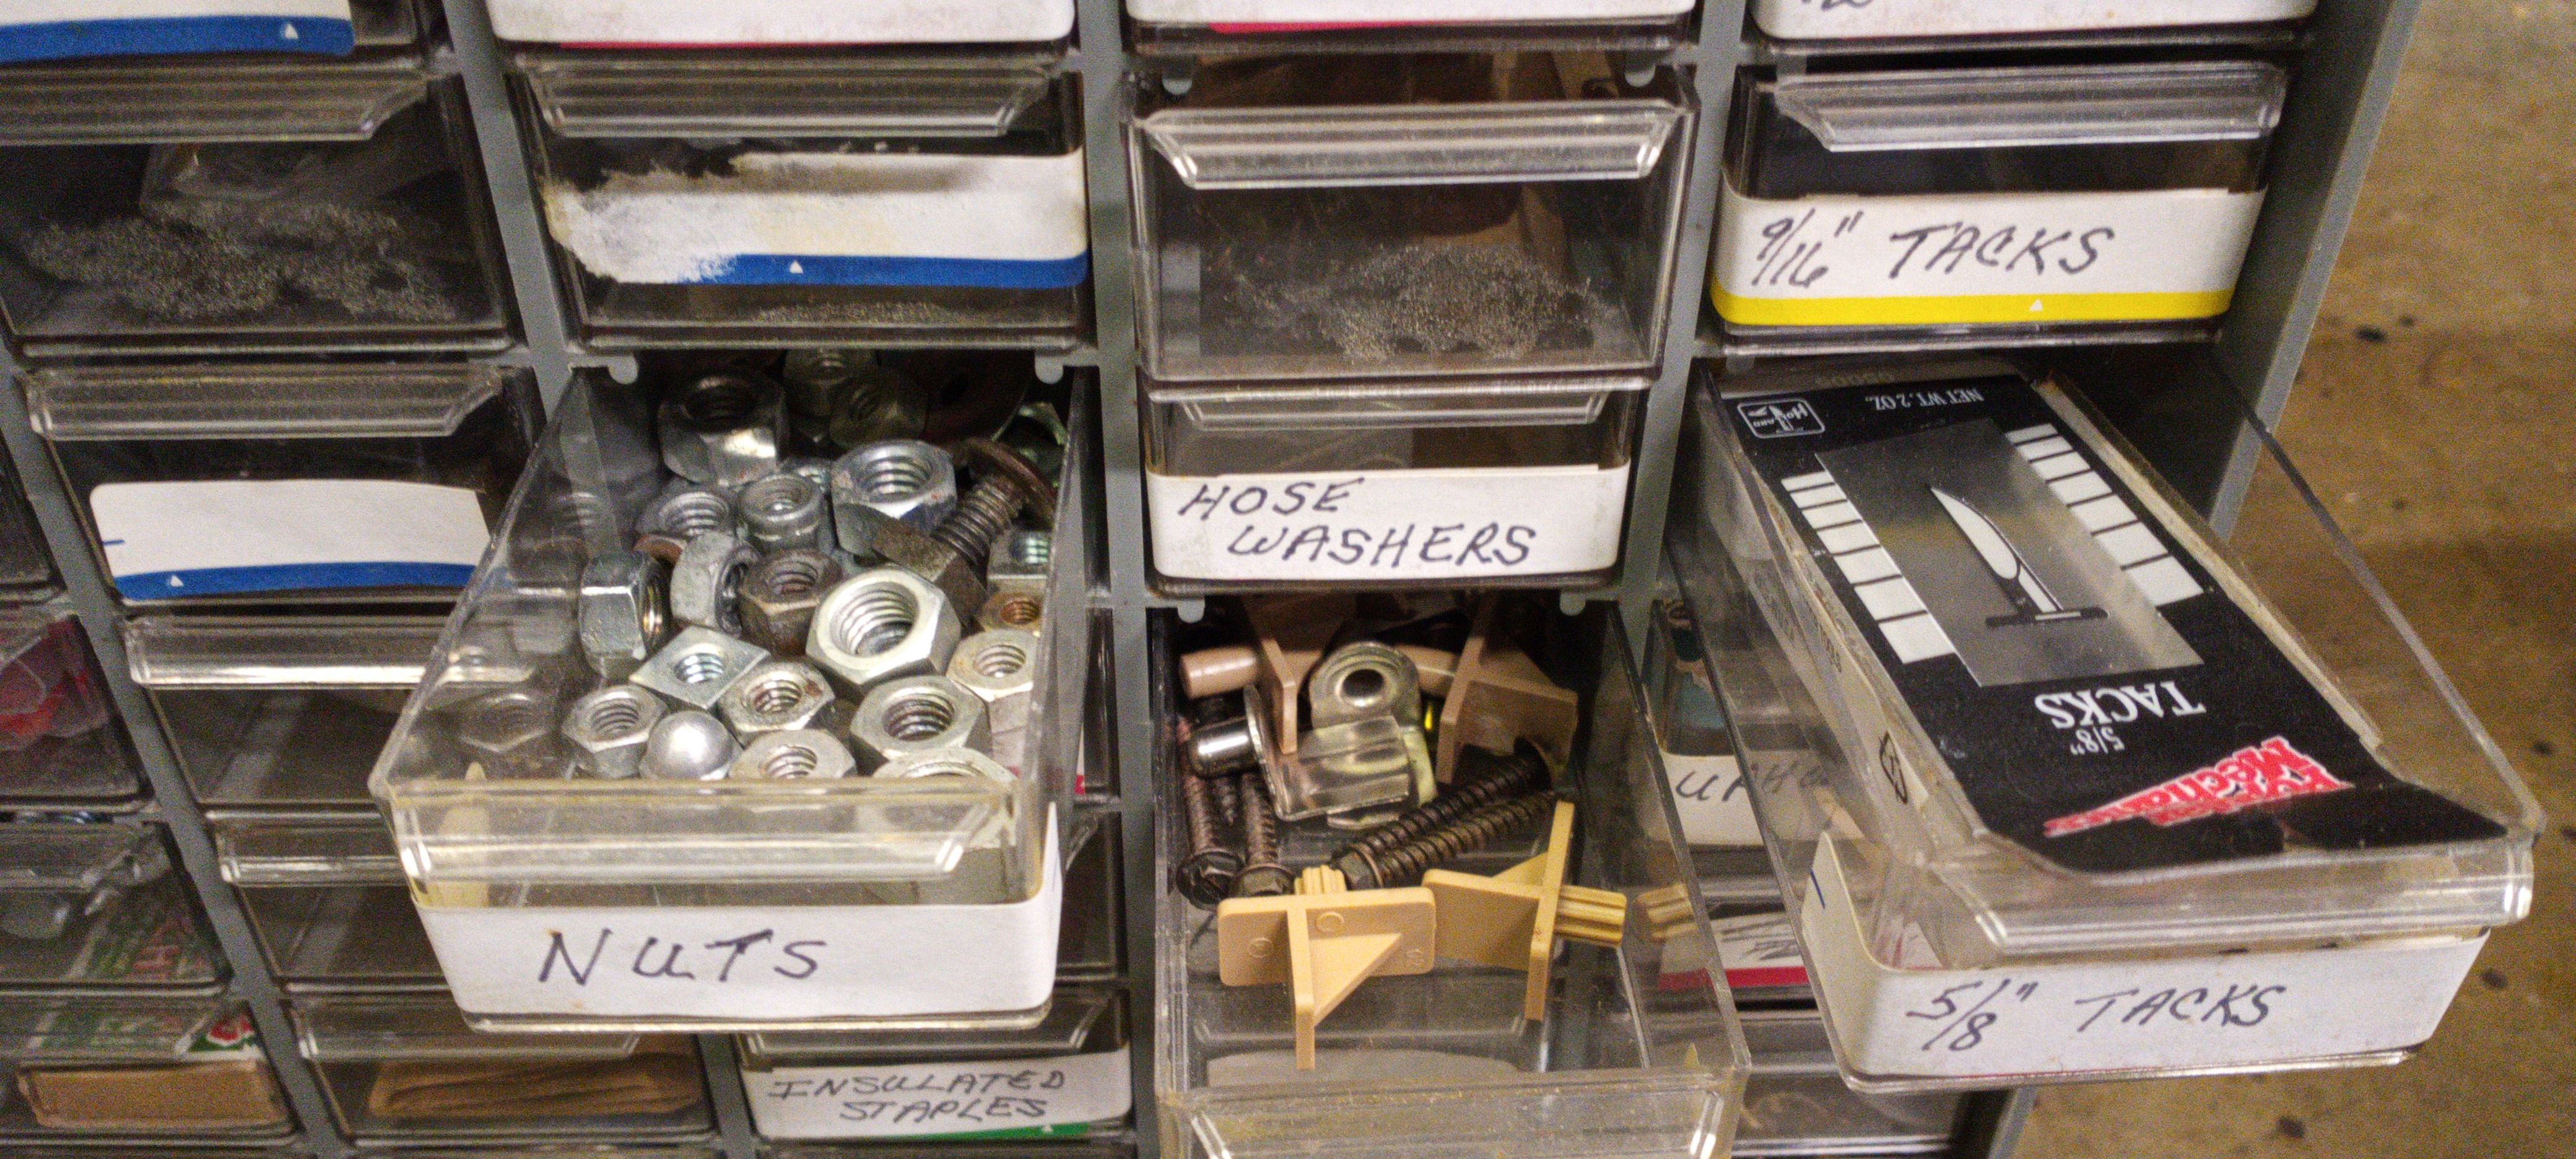 9/16" TACKS
HOSE
WASHERS
NET WT. 2 OZ.
TACKS
5/8"
NUTS
5/8" TACKS
INSULATED
STAPLES